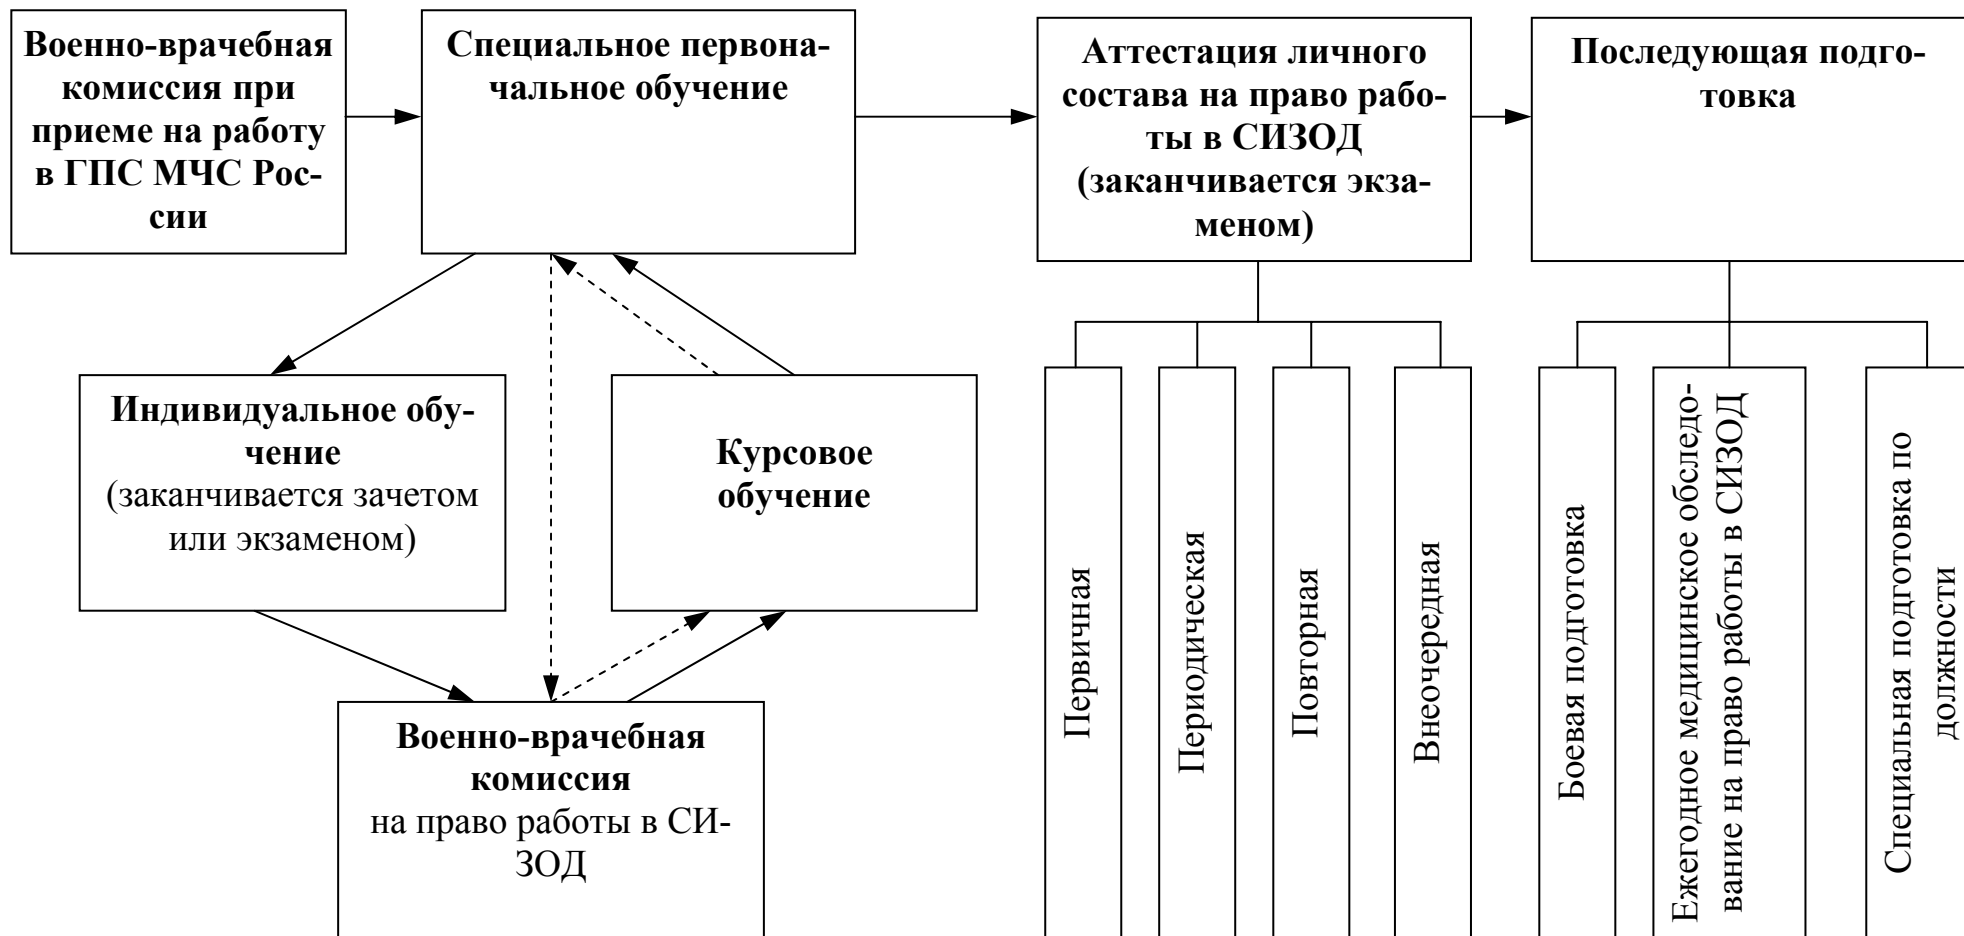 Военно-врачебная
комиссия при
приеме на работу
в ГПС МЧС Рос-
сии
Специальное первона-
чальное обучение
Аттестация личного
состава на право рабо-
ты в СИЗОД
(заканчивается экза-
меном)
Последующая подго-
товка
Индивидуальное обу-
чение
(заканчивается зачетом
или экзаменом)
Курсовое
обучение
Военно-врачебная
комиссия
на право работы в СИ-
ЗОД
Первичная
Периодическая
Повторная
Внеочередная
Боевая подготовка
Ежегодное медицинское обследо-
вание на право работы в СИЗОД
Специальная подготовка по
должности